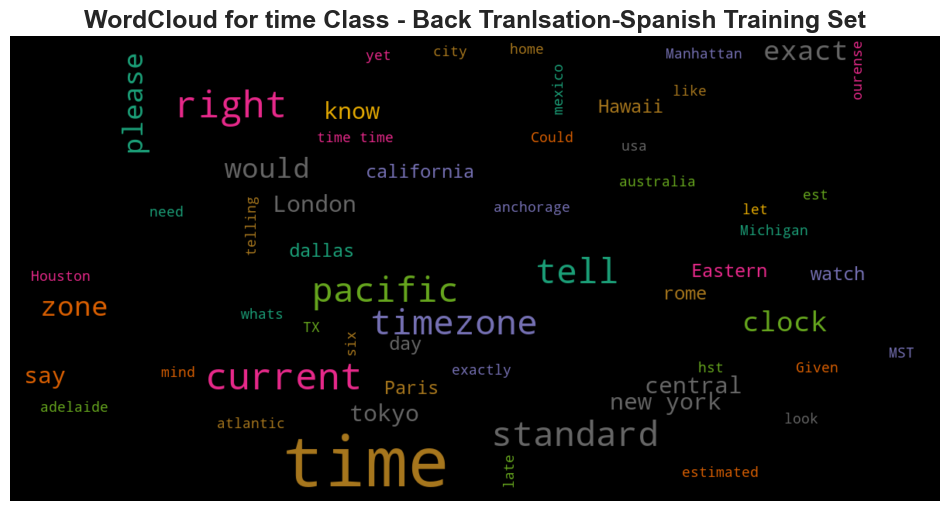 WordCloud for time Class - Back Tranlsation-Spanish Training Set
yet
city
home
Manhattan
exact
ourense
please
right
know
mexico
Hawaii
like
time time
Could
usa
would
california
australia
est
need
telling
London
anchorage
let
Michigan
dallas
Houston
tell
Eastern
watch
zone
pacific
rome
whats
TX
timezone
clock
six
day
MST
say
mind
current
exactly
hst
Given
Paris
central
adelaide
atlantic
tokyo
new york
look
time
standard
late
estimated